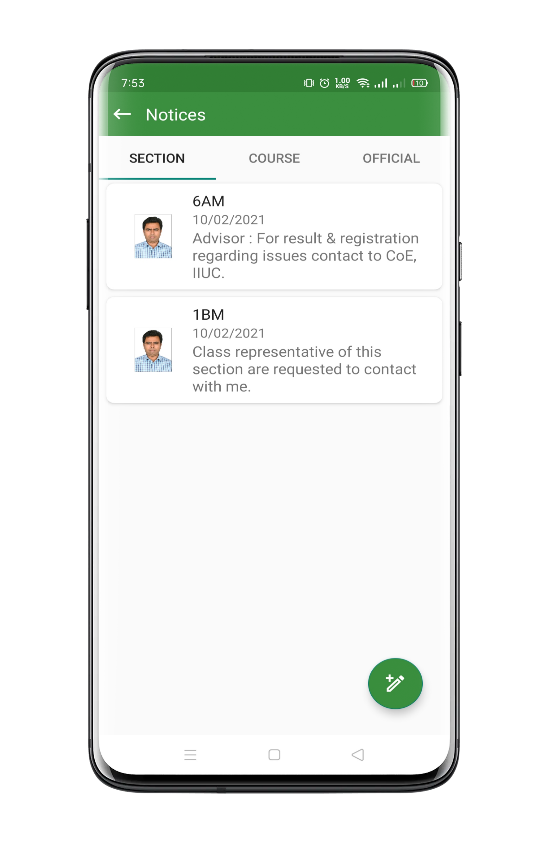 7:53
1.00
KB/S
10
Notices
SECTION
COURSE
OFFICIAL
6AM
10/02/2021
Advisor : For result & registration
regarding issues contact to CoE,
IIUC.
1BM
10/02/2021
Class representative of this
section are requested to contact
with me.